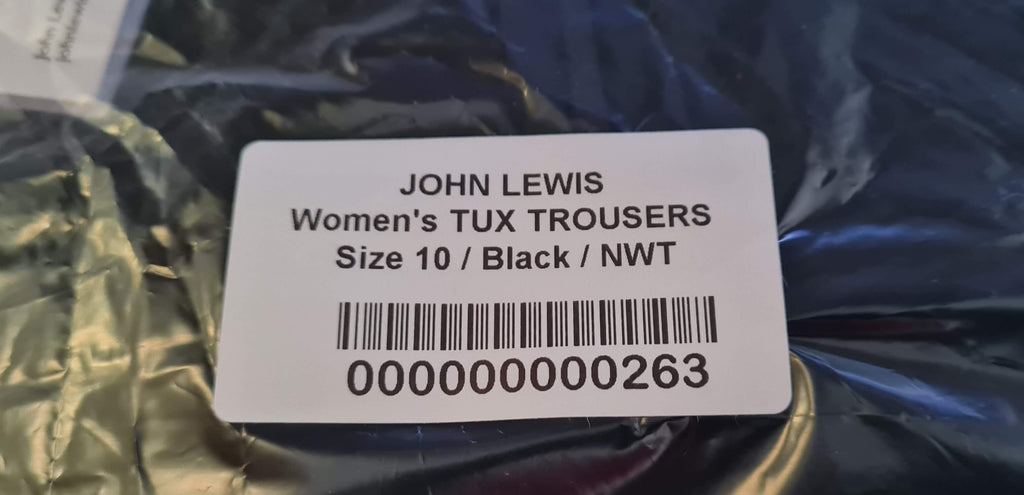 JOHN LEWIS
Women's TUX TROUSERS
Size 10 / Black / NWT
000000000263